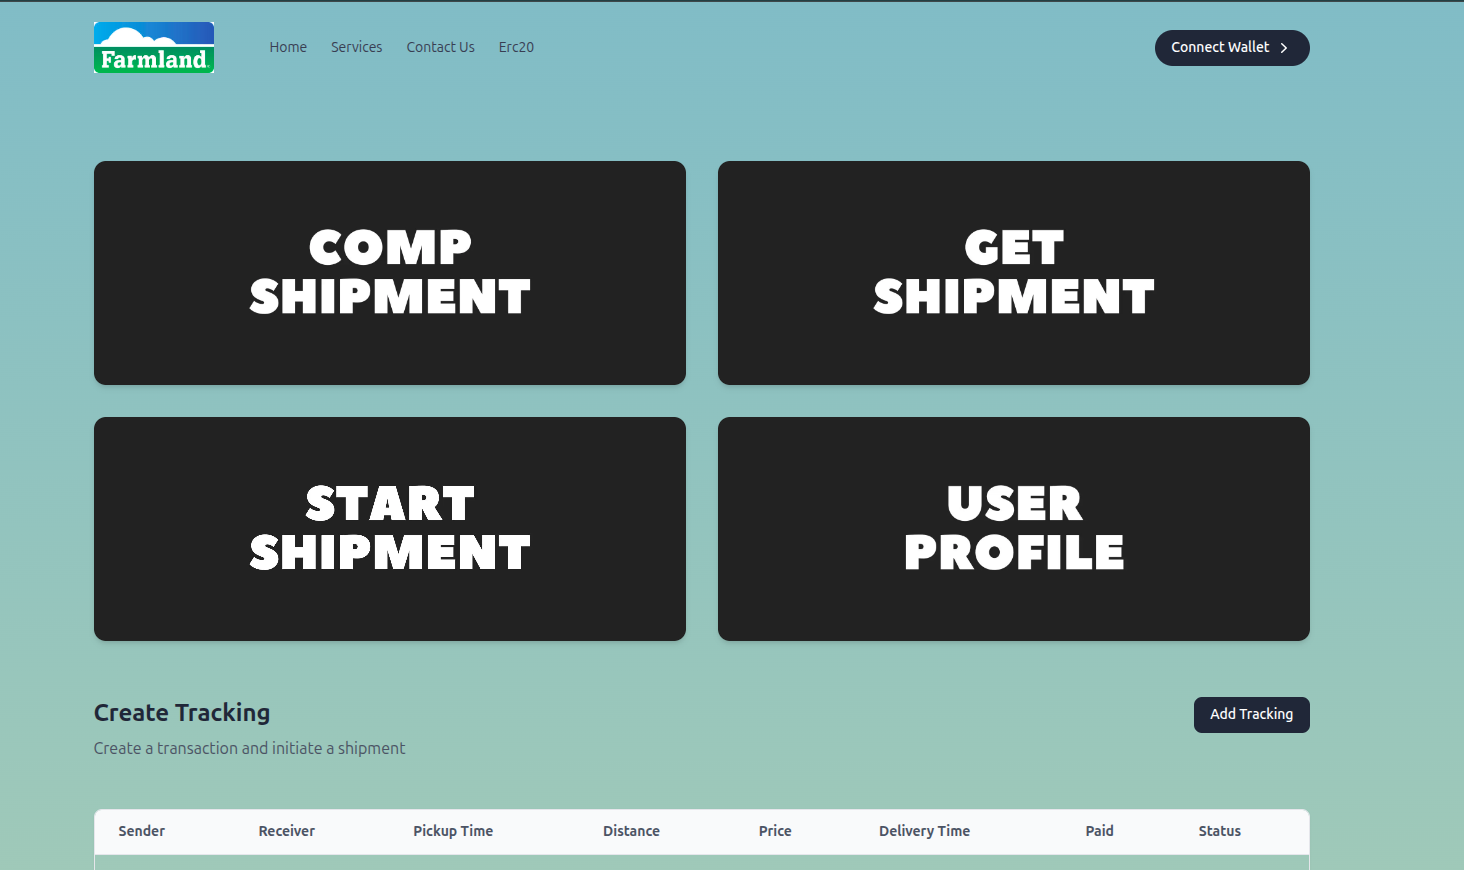 Farmland
Home Services Contact Us Erc20
Connect Wallet
COMP
SHIPMENT
GET
SHIPMENT
START
SHIPMENT
USER
PROFILE
Create Tracking
Add Tracking
Create a transaction and initiate a shipment
Sender Receiver Pickup Time Distance Price Delivery Time Paid Status